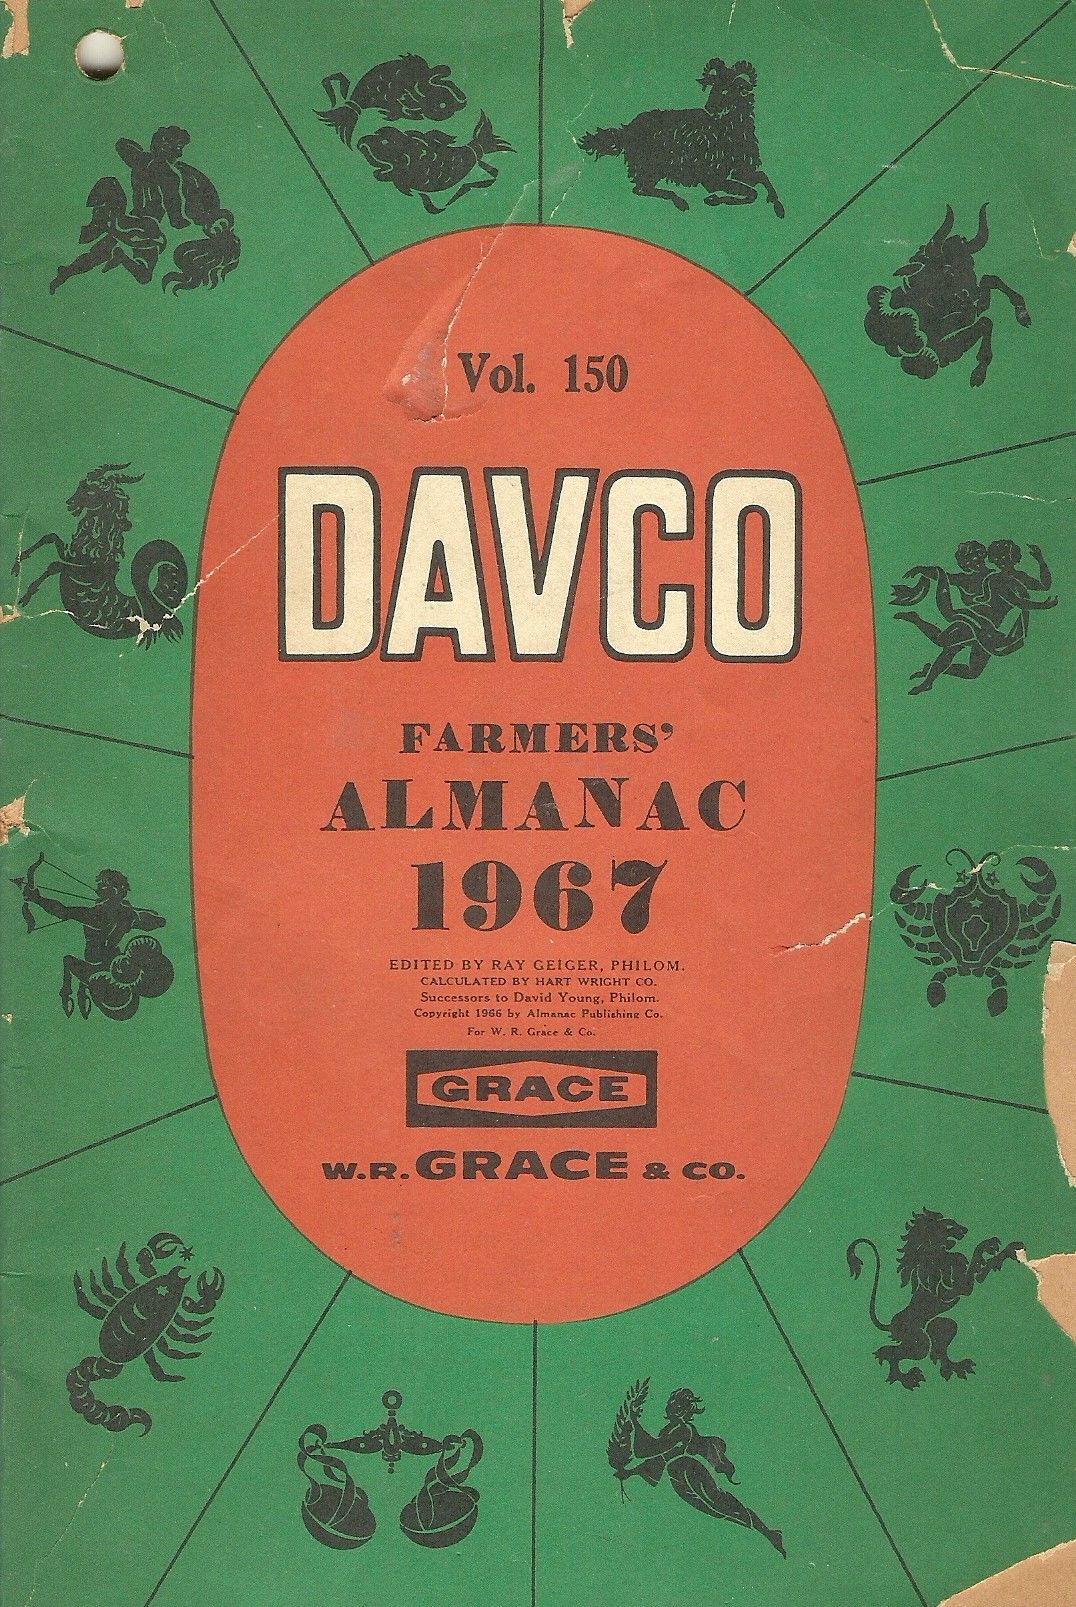 Vol. 150
DAVCO
FARMERS'
ALMANAC
1967
EDITED BY RAY GEIGER, PHILOM.
CALCULATED BY HART WRIGHT CO.
Successors to David Young, Philom.
Copyright 1966 by Almanac Publishing Co.
For W. R. Grace & Co.
GRACE
W.R. GRACE & CO.